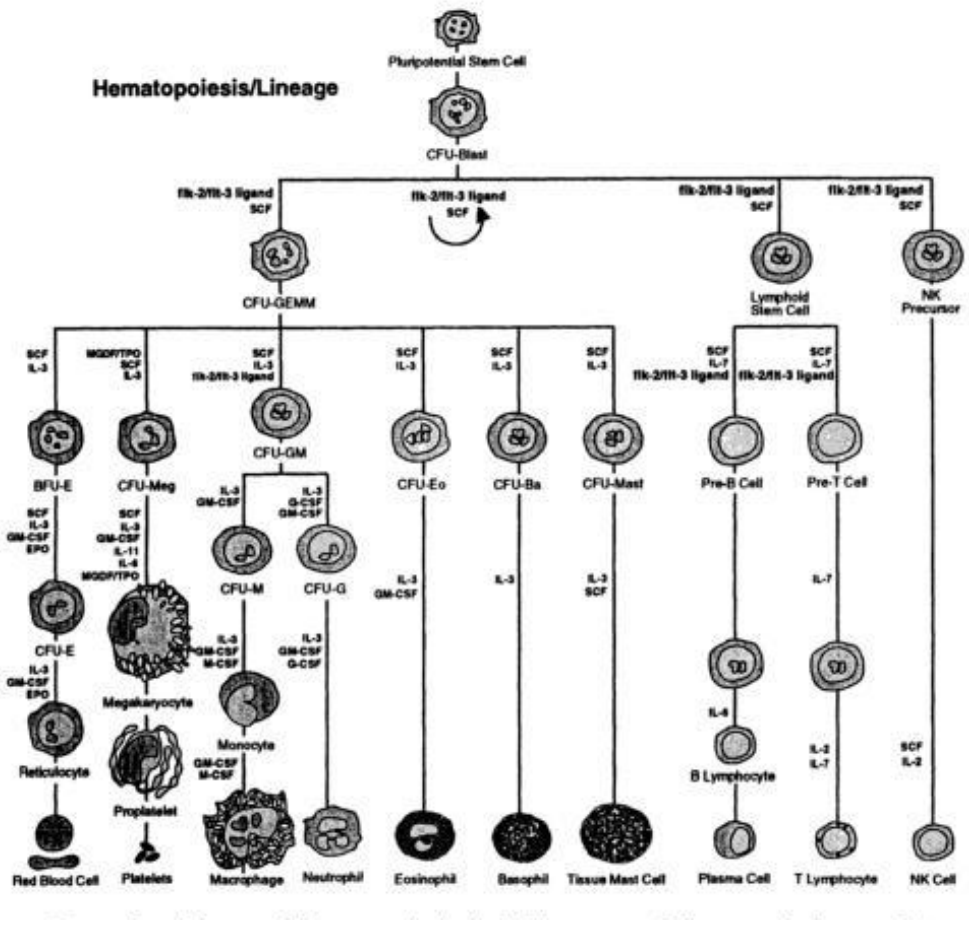 Pluripotential Stem Cell
Hematopoiesis/Lineage
CFU-Blast
flk-2/flt-3 ligand
SCF
flk-2/flt-3 ligand
SCF
flk-2/flt-3 ligand
SCF
flk-2/flt-3 ligand
SCF
CFU-GEMM
Lymphoid
Stem Cell
NK
Precursor
SCF
IL-3
MGDF/TPO
SCF
IL-3
SCF
IL-3
flk-2/flt-3 ligand
SCF
IL-3
SCF
IL-3
SCF
IL-3
SCF
IL-7
flk-2/flt-3 ligand
SCF
IL-7
flk-2/flt-3 ligand
BFU-E
CFU-Meg
CFU-GM
CFU-Eo
CFU-Ba
CFU-Mast
Pre-B Cell
Pre-T Cell
SCF
IL-3
GM-CSF
EPO
SCF
IL-3
GM-CSF
IL-11
IL-6
MGDF/TPO
IL-3
GM-CSF
IL-3
G-CSF
GM-CSF
CFU-M
CFU-G
IL-3
GM-CSF
IL-3
IL-3
SCF
IL-7
CFU-E
IL-3
GM-CSF
EPO
Megakaryocyte
IL-3
GM-CSF
M-CSF
IL-3
GM-CSF
G-CSF
Monocyte
IL-6
B Lymphocyte
IL-2
IL-7
SCF
IL-2
Reticulocyte
Proplatelet
GM-CSF
M-CSF
Red Blood Cell
Platelets
Macrophage
Neutrophil
Eosinophil
Basophil
Tissue Mast Cell
Plasma Cell
T Lymphocyte
NK Cell